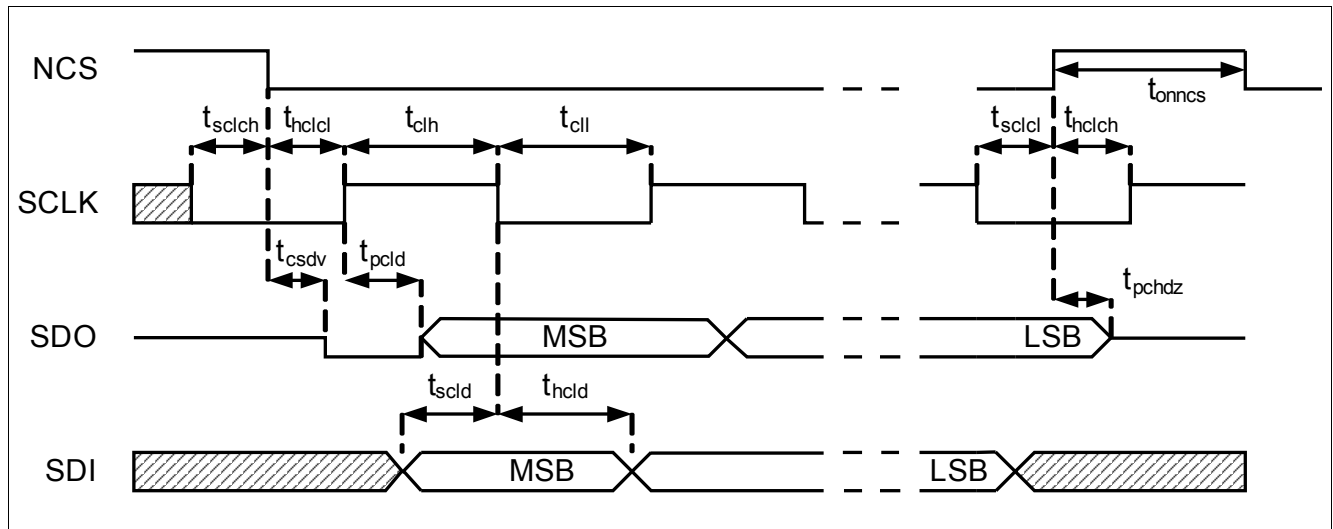 NCS
t_onncs
t_sclch t_hclcl t_clh t_cll t_sclcl t_hclch
SCLK
t_csdv t_pcld t_pchdz
SDO MSB LSB
t_scld t_hcld
SDI MSB LSB